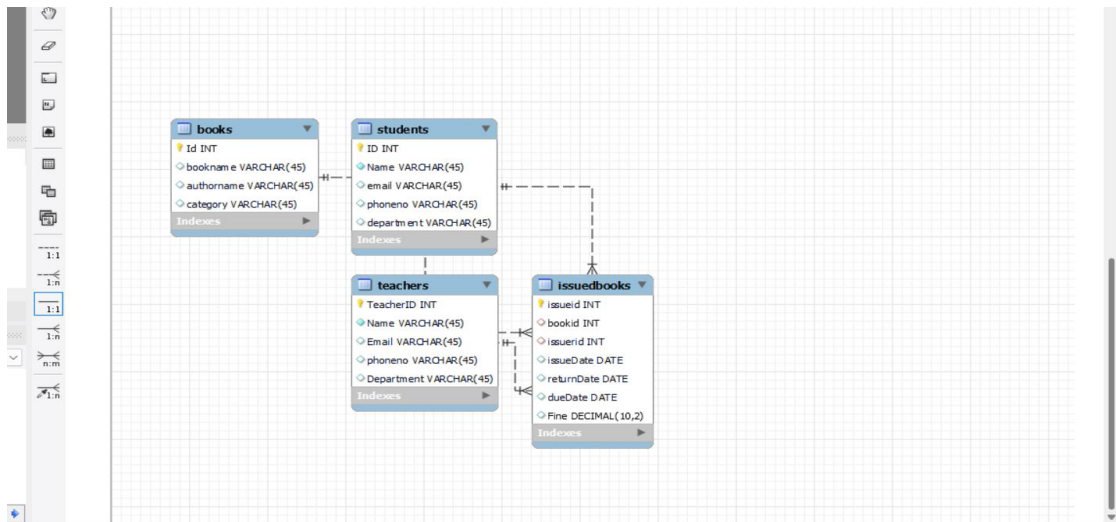 1:1
1:n
1:1
1:n
n:m
1:n
books
Id INT
bookname VARCHAR(45)
authorname VARCHAR(45)
category VARCHAR(45)
Indexes
students
ID INT
Name VARCHAR(45)
email VARCHAR(45)
phoneno VARCHAR(45)
department VARCHAR(45)
Indexes
teachers
TeacherID INT
Name VARCHAR(45)
Email VARCHAR(45)
phoneno VARCHAR(45)
Department VARCHAR(45)
Indexes
issuedbooks
issueid INT
bookid INT
issuerid INT
issueDate DATE
returnDate DATE
dueDate DATE
Fine DECIMAL(10,2)
Indexes